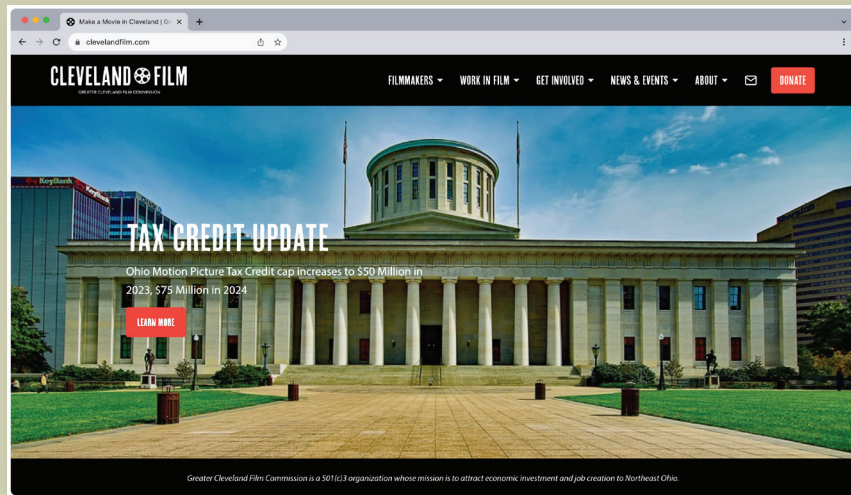 Make a Movie in Cleveland | Gr
clevelandfilm.com
CLEVELAND FILM
GREATER CLEVELAND FILM COMMISSION
FILMMAKERS
WORK IN FILM
GET INVOLVED
NEWS & EVENTS
ABOUT
DONATE
KeyBank
TAX CREDIT UPDATE
Ohio Motion Picture Tax Credit cap increases to $50 Million in
2023, $75 Million in 2024
LEARN MORE
Greater Cleveland Film Commission is a 501(c)3 organization whose mission is to attract economic investment and job creation to Northeast Ohio.